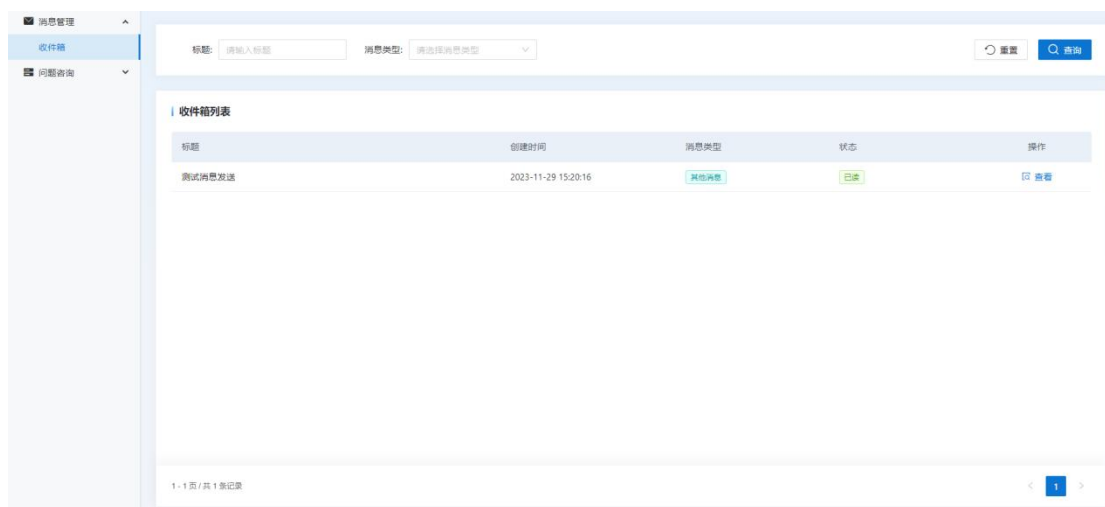 消息管理
收件箱
问题咨询
标题: 请输入标题 消息类型: 请选择消息类型 重置 查询
收件箱列表
标题 创建时间 消息类型 状态 操作
测试消息发送 2023-11-29 15:20:16 其他消息 已读 查看
1 - 1 页 / 共 1 条记录 1